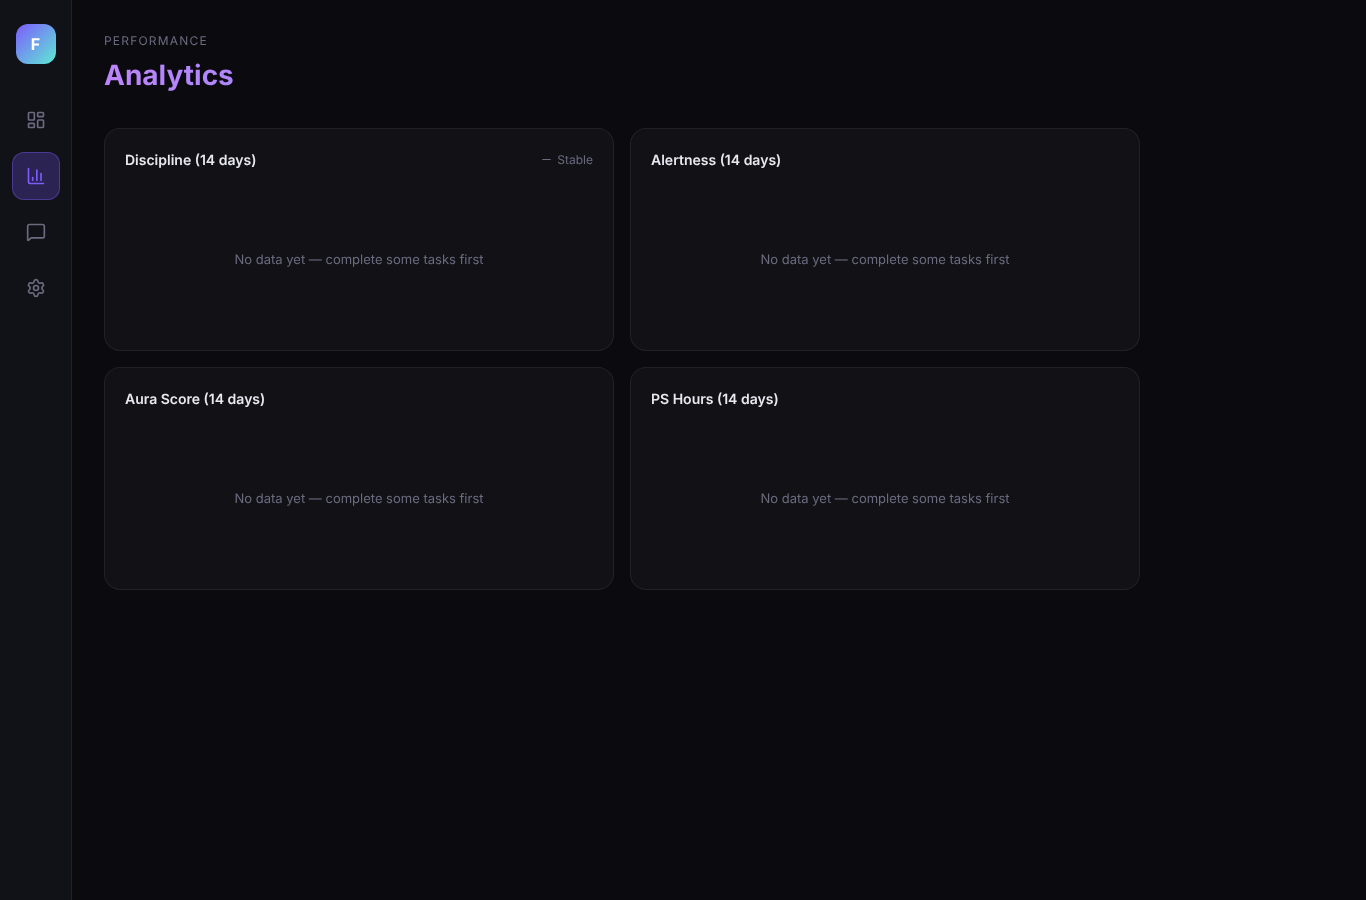 F
PERFORMANCE
Analytics
Discipline (14 days)
— Stable
Alertness (14 days)
No data yet — complete some tasks first
No data yet — complete some tasks first
Aura Score (14 days)
PS Hours (14 days)
No data yet — complete some tasks first
No data yet — complete some tasks first